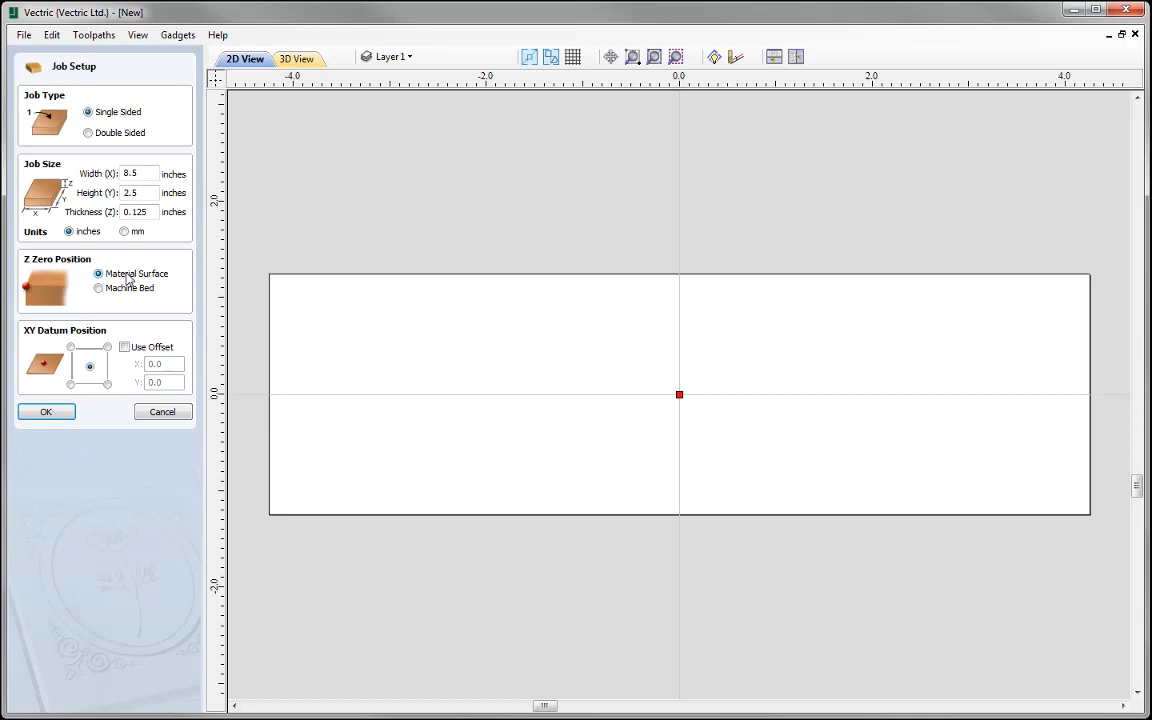 Vectric {Vectric Ltd.} - [New]
File Edit Toolpaths View Gadgets Help
Job Setup
2D View 3D View Layer 1
-4.0 -2.0 0.0 2.0 4.0
Job Type
1
Single Sided
Double Sided
Job Size
Width (X): 8.5 inches
Height (Y): 2.5 inches
Thickness (Z): 0.125 inches
Z
Y
X
Units inches mm
Z Zero Position
Material Surface
Machine Bed
XY Datum Position
Use Offset
X: 0.0
Y: 0.0
OK Cancel
2.0
0.0
-2.0